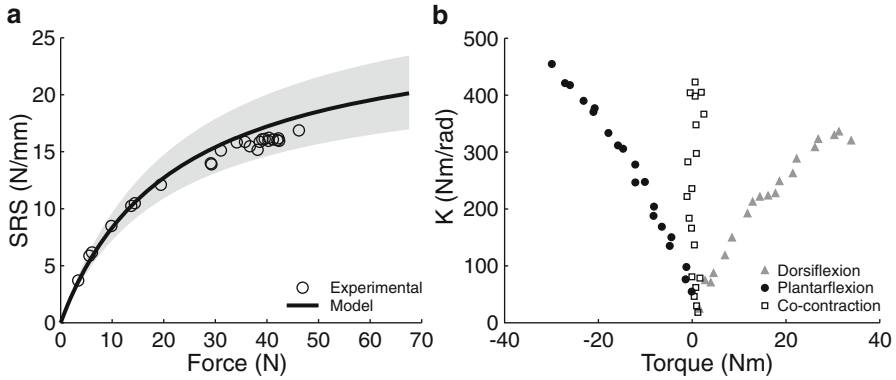 a
25
20
15
10
5
0
SRS (N/mm)
0 10 20 30 40 50 60 70
Force (N)
Experimental
Model
b
500
400
300
200
100
0
K (Nm/rad)
-40 -20 0 20 40
Torque (Nm)
Dorsiflexion
Plantarflexion
Co-contraction